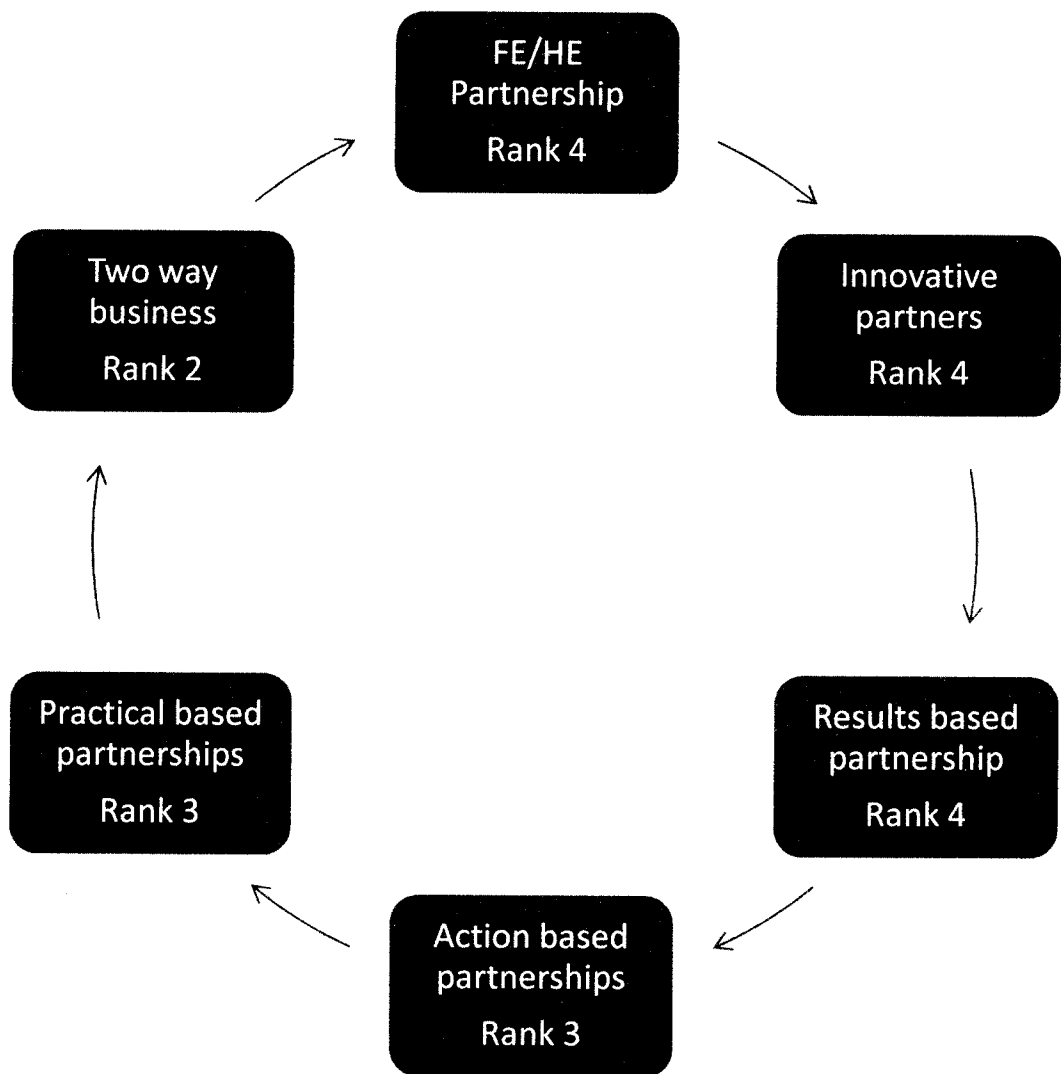 FE/HE
Partnership
Rank 4
Innovative
partners
Rank 4
Results based
partnership
Rank 4
Action based
partnerships
Rank 3
Practical based
partnerships
Rank 3
Two way
business
Rank 2